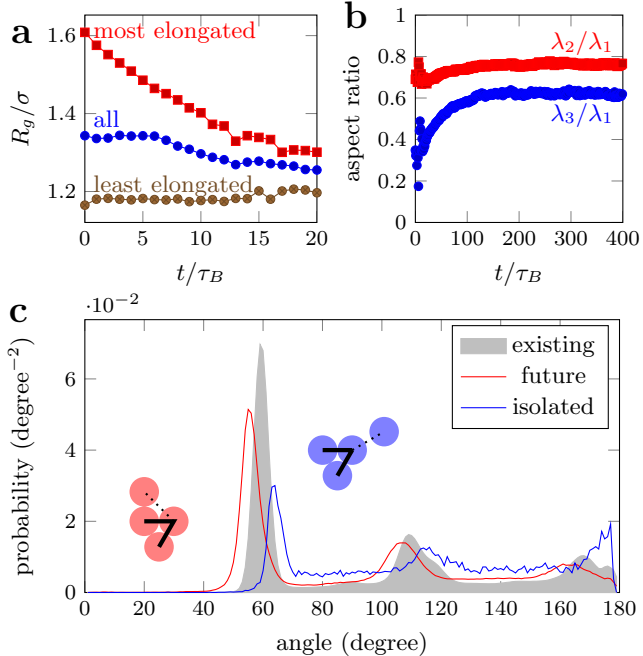 a
1.6
1.4
1.2
R_g/σ
most elongated
all
least elongated
0 5 10 15 20
t/τ_B
b
1
0.8
0.6
0.4
0.2
0
aspect ratio
λ₂/λ₁
λ₃/λ₁
0 100 200 300 400
t/τ_B
c
·10⁻²
6
4
2
0
probability (degree⁻²)
existing
future
isolated
0 20 40 60 80 100 120 140 160 180
angle (degree)